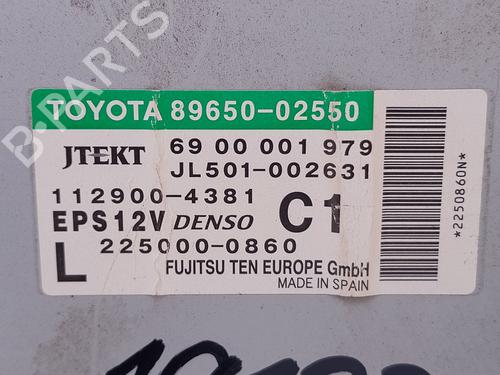 TOYOTA 89650-02550
JTEKT 69 00 001 979
JL501-002631
112900-4381
EPS12V DENSO C1
L 225000-0860
FUJITSU TEN EUROPE GmbH
MADE IN SPAIN
*2250860N*
B-PARTS